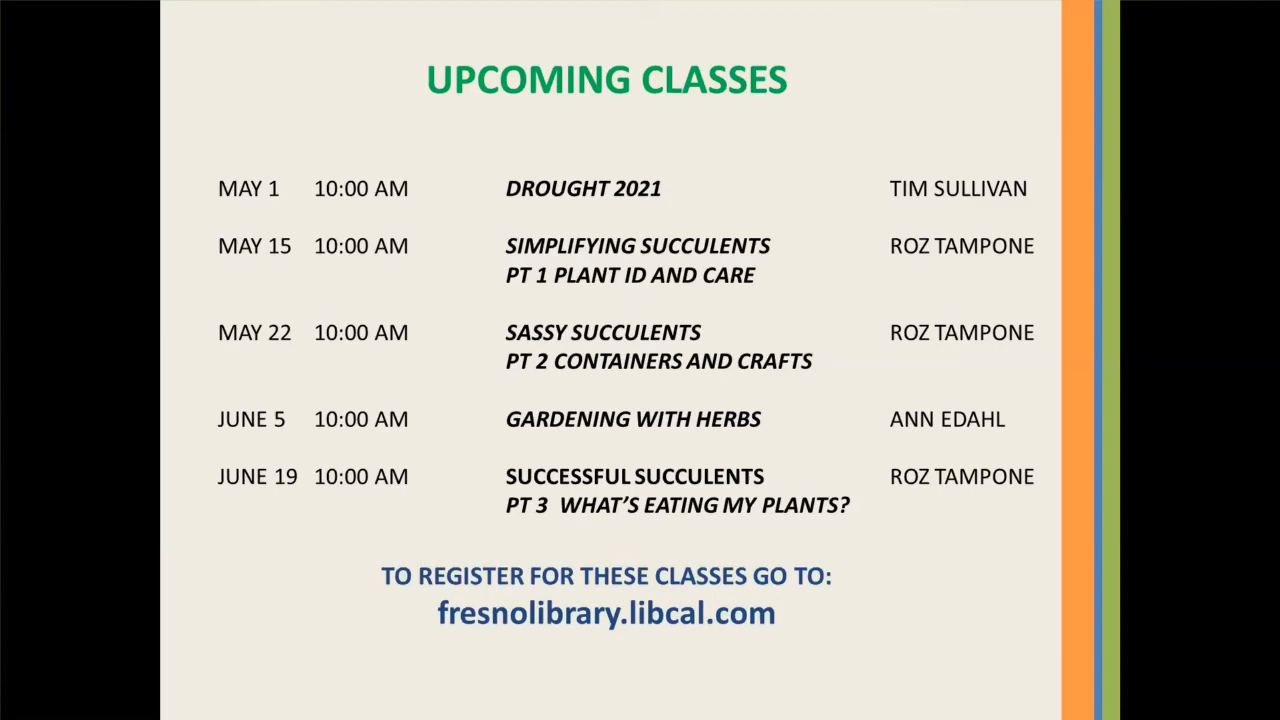 UPCOMING CLASSES
MAY 1 10:00 AM DROUGHT 2021 TIM SULLIVAN
MAY 15 10:00 AM SIMPLIFYING SUCCULENTS ROZ TAMPONE
PT 1 PLANT ID AND CARE
MAY 22 10:00 AM SASSY SUCCULENTS ROZ TAMPONE
PT 2 CONTAINERS AND CRAFTS
JUNE 5 10:00 AM GARDENING WITH HERBS ANN EDAHL
JUNE 19 10:00 AM SUCCESSFUL SUCCULENTS ROZ TAMPONE
PT 3 WHAT'S EATING MY PLANTS?
TO REGISTER FOR THESE CLASSES GO TO:
fresnolibrary.libcal.com